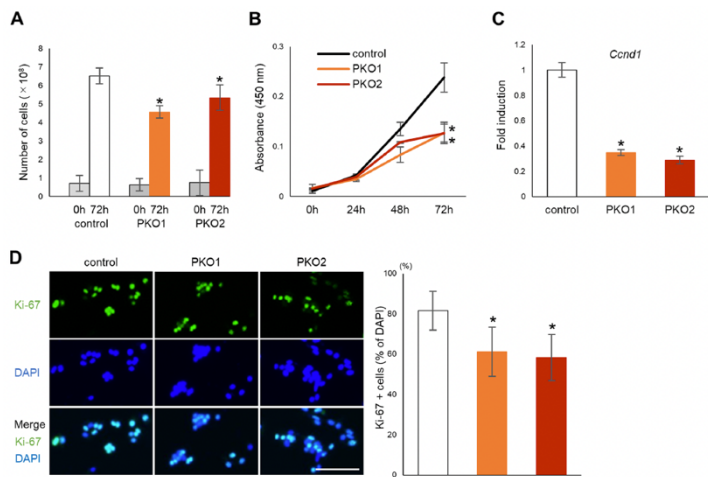 A
Number of cells (×10⁸)
8
7
6
5
4
3
2
1
0
*
*
0h 72h 0h 72h 0h 72h
control PKO1 PKO2
B
Absorbance (450 nm)
0.3
0.2
0.1
0
control
PKO1
PKO2
*
*
0h 24h 48h 72h
C
Ccnd1
Fold induction
1.2
1
0.8
0.6
0.4
0.2
0
*
*
control PKO1 PKO2
D
control PKO1 PKO2
Ki-67
DAPI
Merge
Ki-67
DAPI
(%)
Ki-67 + cells (% of DAPI)
100
80
60
40
20
0
*
*